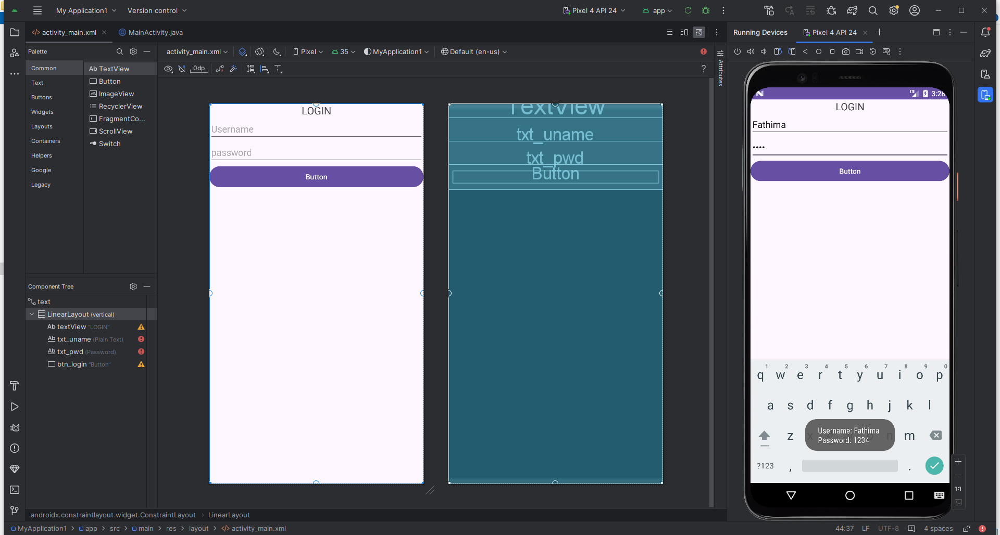 My Application1
Version control
Pixel 4 API 24
app
activity_main.xml
MainActivity.java
Running Devices
Pixel 4 API 24
Palette
activity_main.xml
Pixel
35
MyApplication1
Default (en-us)
Attributes
0dp
?
Common
Text
Buttons
Widgets
Layouts
Containers
Helpers
Google
Legacy
Ab TextView
Button
ImageView
RecyclerView
FragmentCo...
ScrollView
Switch
LOGIN
Username
password
Button
TextView
txt_uname
txt_pwd
Button
LTE
3:28
LOGIN
Fathima
••••
Button
1 2 3 4 5 6 7 8 9 0
q w e r t y u i o p
a s d f g h j k l
z x n m
Username: Fathima
Password: 1234
?123 , .
1:1
Component Tree
text
LinearLayout (vertical)
Ab textView "LOGIN"
Ab txt_uname (Plain Text)
Ab txt_pwd (Password)
btn_login "Button"
androidx.constraintlayout.widget.ConstraintLayout > LinearLayout
MyApplication1 > app > src > main > res > layout > activity_main.xml
44:37 LF UTF-8 4 spaces